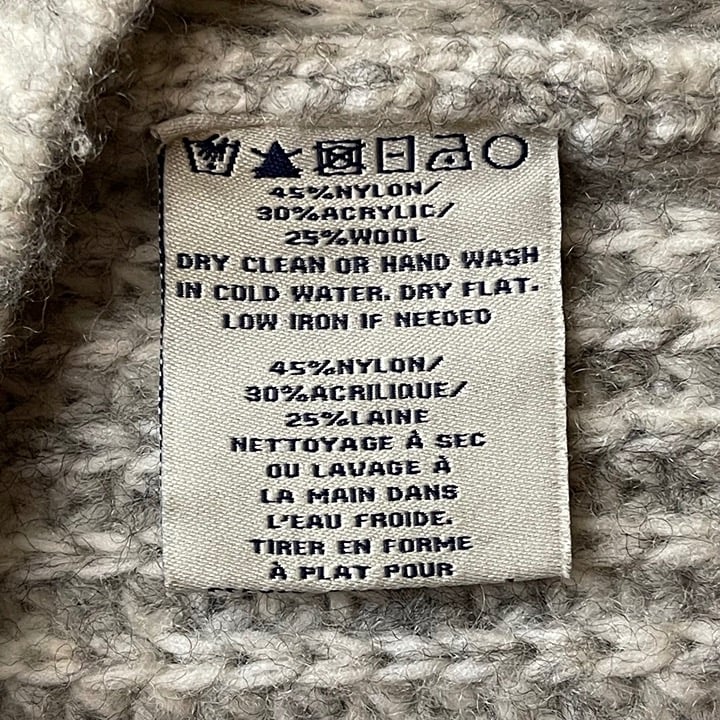 45%NYLON/
30%ACRYLIC/
25%WOOL
DRY CLEAN OR HAND WASH
IN COLD WATER. DRY FLAT.
LOW IRON IF NEEDED
45%NYLON/
30%ACRILIQUE/
25%LAINE
NETTOYAGE À SEC
OU LAVAGE À
LA MAIN DANS
L'EAU FROIDE.
TIRER EN FORME
À PLAT POUR